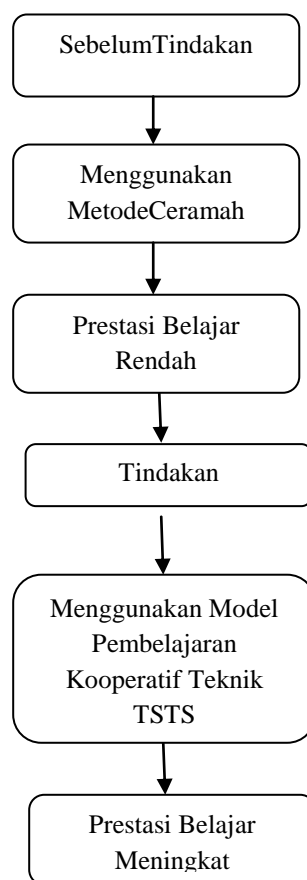 SebelumTindakan
Menggunakan
MetodeCeramah
Prestasi Belajar
Rendah
Tindakan
Menggunakan Model
Pembelajaran
Kooperatif Teknik
TSTS
Prestasi Belajar
Meningkat